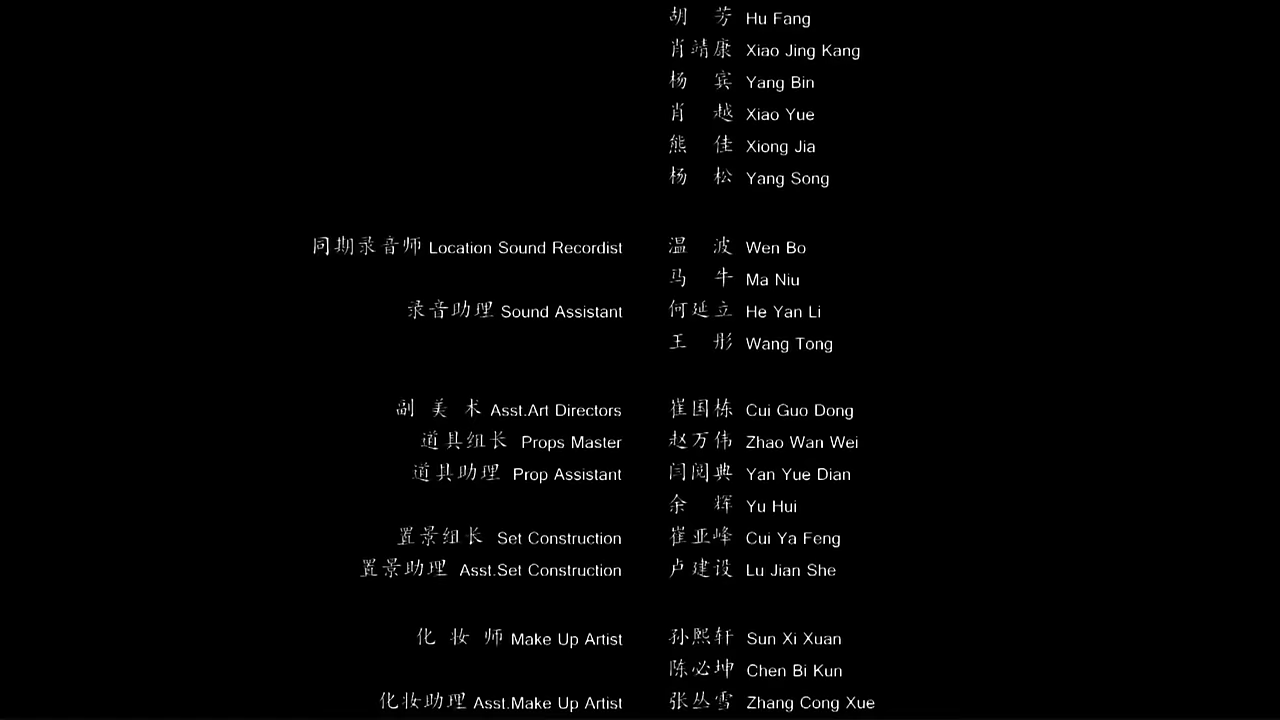 胡 芳 Hu Fang
肖靖康 Xiao Jing Kang
杨 宾 Yang Bin
肖 越 Xiao Yue
熊 佳 Xiong Jia
杨 松 Yang Song
同期录音师 Location Sound Recordist 温 波 Wen Bo
马 牛 Ma Niu
录音助理 Sound Assistant 何延立 He Yan Li
王 彤 Wang Tong
副 美 术 Asst.Art Directors 崔国栋 Cui Guo Dong
道具组长 Props Master 赵万伟 Zhao Wan Wei
道具助理 Prop Assistant 闫阅典 Yan Yue Dian
余 辉 Yu Hui
置景组长 Set Construction 崔亚峰 Cui Ya Feng
置景助理 Asst.Set Construction 卢建设 Lu Jian She
化 妆 师 Make Up Artist 孙熙轩 Sun Xi Xuan
陈必坤 Chen Bi Kun
化妆助理 Asst.Make Up Artist 张丛雪 Zhang Cong Xue